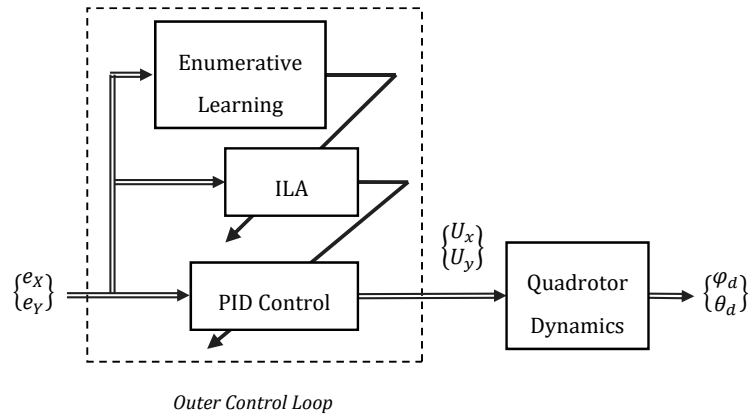 Enumerative
Learning
ILA
{e_X
e_Y}
PID Control
{U_x
U_y}
Quadrotor
Dynamics
{φ_d
θ_d}
Outer Control Loop